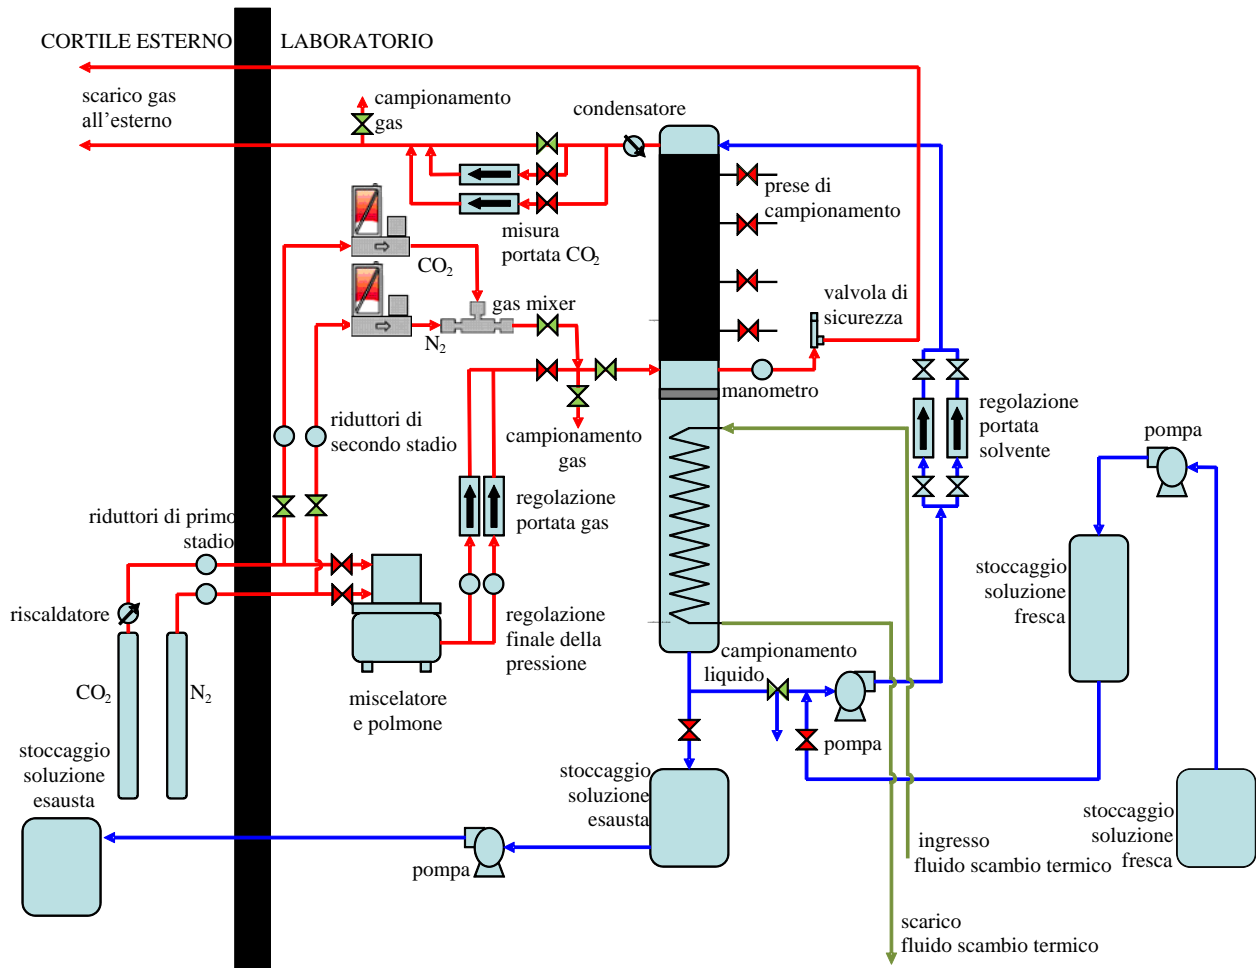 CORTILE ESTERNO
LABORATORIO
scarico gas
all’esterno
campionamento
gas
condensatore
prese di
campionamento
misura
portata CO₂
CO₂
gas mixer
N₂
valvola di
sicurezza
manometro
riduttori di
secondo stadio
campionamento
gas
regolazione
portata
solvente
pompa
riduttori di primo
stadio
regolazione
portata gas
stoccaggio
soluzione
fresca
riscaldatore
regolazione
finale della
pressione
campionamento
liquido
CO₂
N₂
miscelatore
e polmone
pompa
stoccaggio
soluzione
esausta
stoccaggio
soluzione
esausta
stoccaggio
soluzione
fresca
pompa
ingresso
fluido scambio termico
scarico
fluido scambio termico